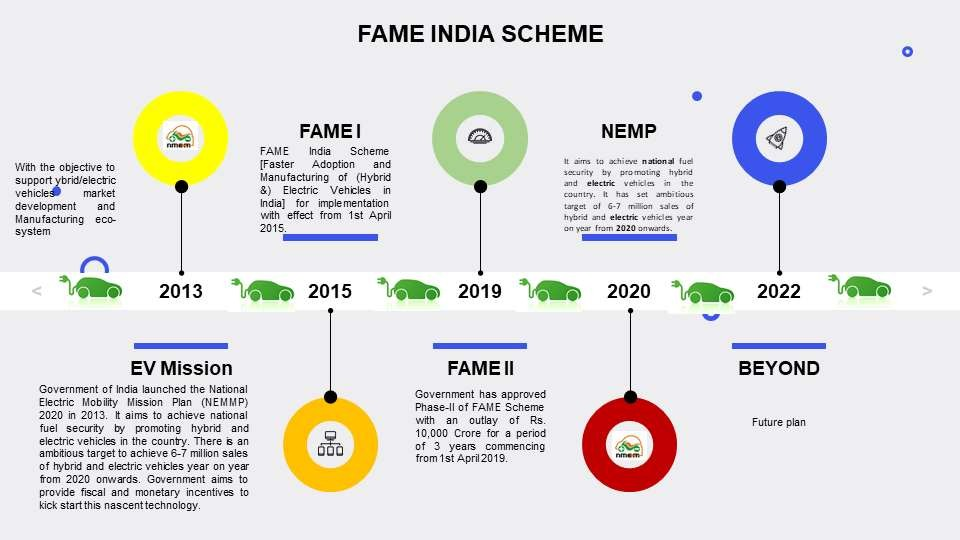 FAME INDIA SCHEME
With the objective to
support ybrid/electric
vehicles market
development and
Manufacturing eco-
system
nmem
FAME I
FAME India Scheme
[Faster Adoption and
Manufacturing of (Hybrid
&) Electric Vehicles in
India] for implementation
with effect from 1st April
2015.
NEMP
It aims to achieve national fuel
security by promoting hybrid
and electric vehicles in the
country. It has set ambitious
target of 6-7 million sales of
hybrid and electric vehicles year
on year from 2020 onwards.
< 2013 2015 2019 2020 2022 >
EV Mission
Government of India launched the National
Electric Mobility Mission Plan (NEMMP)
2020 in 2013. It aims to achieve national
fuel security by promoting hybrid and
electric vehicles in the country. There is an
ambitious target to achieve 6-7 million sales
of hybrid and electric vehicles year on year
from 2020 onwards. Government aims to
provide fiscal and monetary incentives to
kick start this nascent technology.
FAME II
Government has approved
Phase-II of FAME Scheme
with an outlay of Rs.
10,000 Crore for a period
of 3 years commencing
from 1st April 2019.
nmem
BEYOND
Future plan